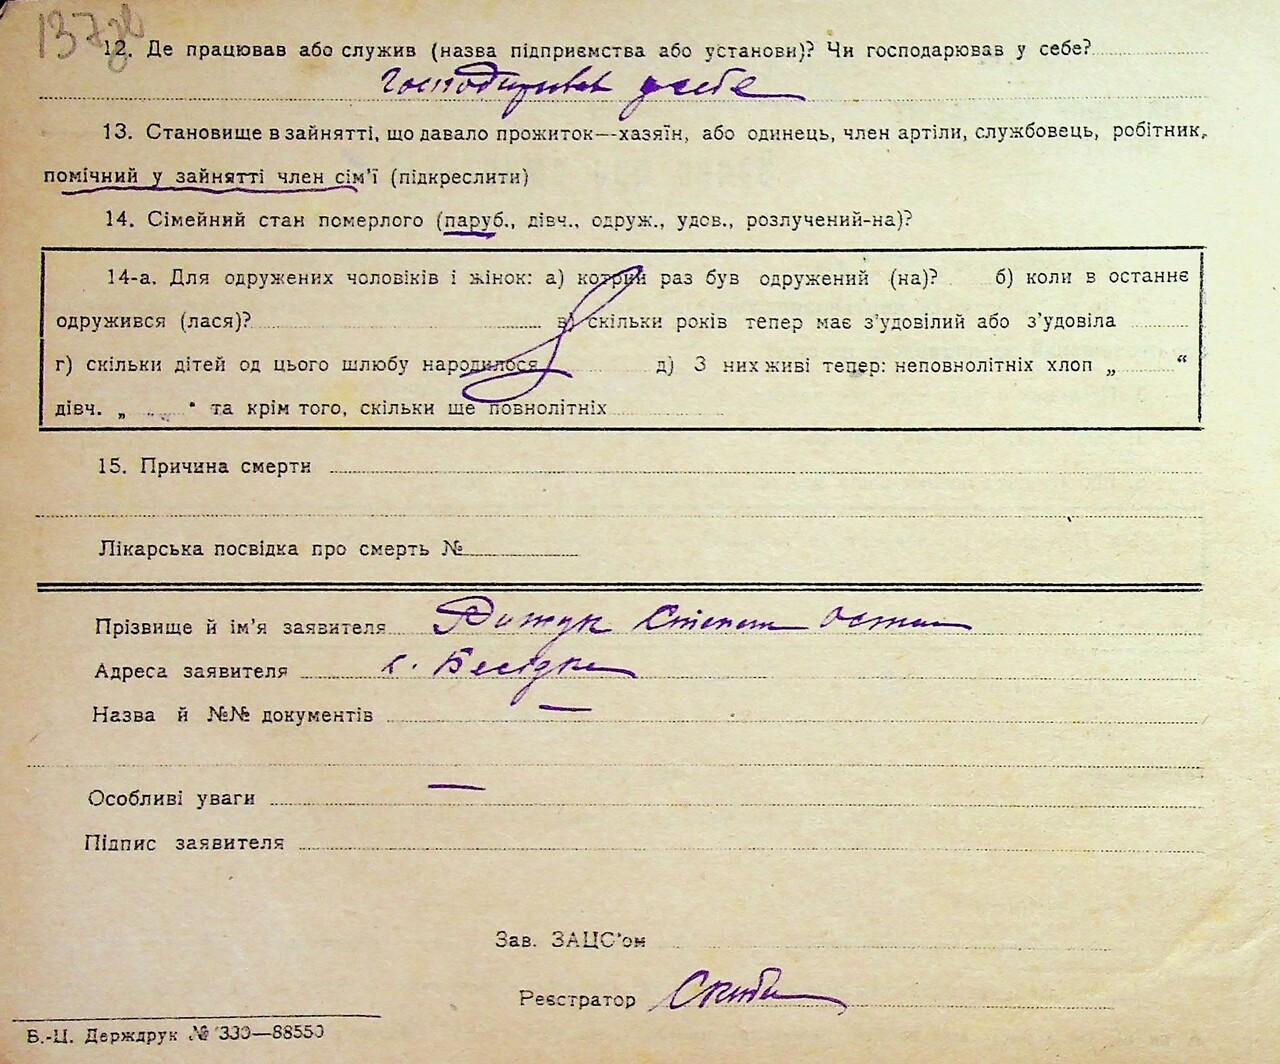 137зв
12. Де працював або служив (назва підприємства або установи)? Чи господарював у себе?
Господарював у себе
13. Становище в зайнятті, що давало прожиток—-хазяїн, або одинець, член артіли, службовець, робітник,
помічний у зайнятті член сім'ї (підкреслити)
14. Сімейний стан померлого (паруб., дівч., одруж., удов., розлучений-на)?
14-а. Для одружених чоловіків і жінок: а) котрий раз був одружений (на)? б) коли в останнє
одружився (лася)? в) скільки років тепер має з'удовілий або з'удовіла
г) скільки дітей од цього шлюбу народилося д) З них живі тепер: неповнолітніх хлоп „ “
дівч. „ “ та крім того, скільки ще повнолітніх
15. Причина смерти
Лікарська посвідка про смерть №
Прізвище й ім'я заявителя Степан
Адреса заявителя с. Бесідка
Назва й №№ документів —
Особливі уваги —
Підпис заявителя
Зав. ЗАЦС'ом
Реєстратор
Б.-Ц. Держдрук № 330—88550